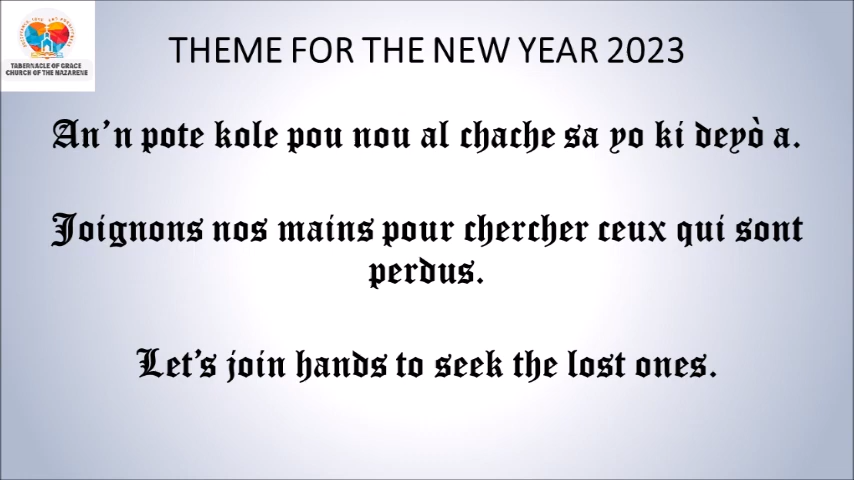 TABERNACLE OF GRACE
CHURCH OF THE NAZARENE
THEME FOR THE NEW YEAR 2023
An'n pote kole pou nou al chache sa yo ki deyò a.
Joignons nos mains pour chercher ceux qui sont
perdus.
Let's join hands to seek the lost ones.